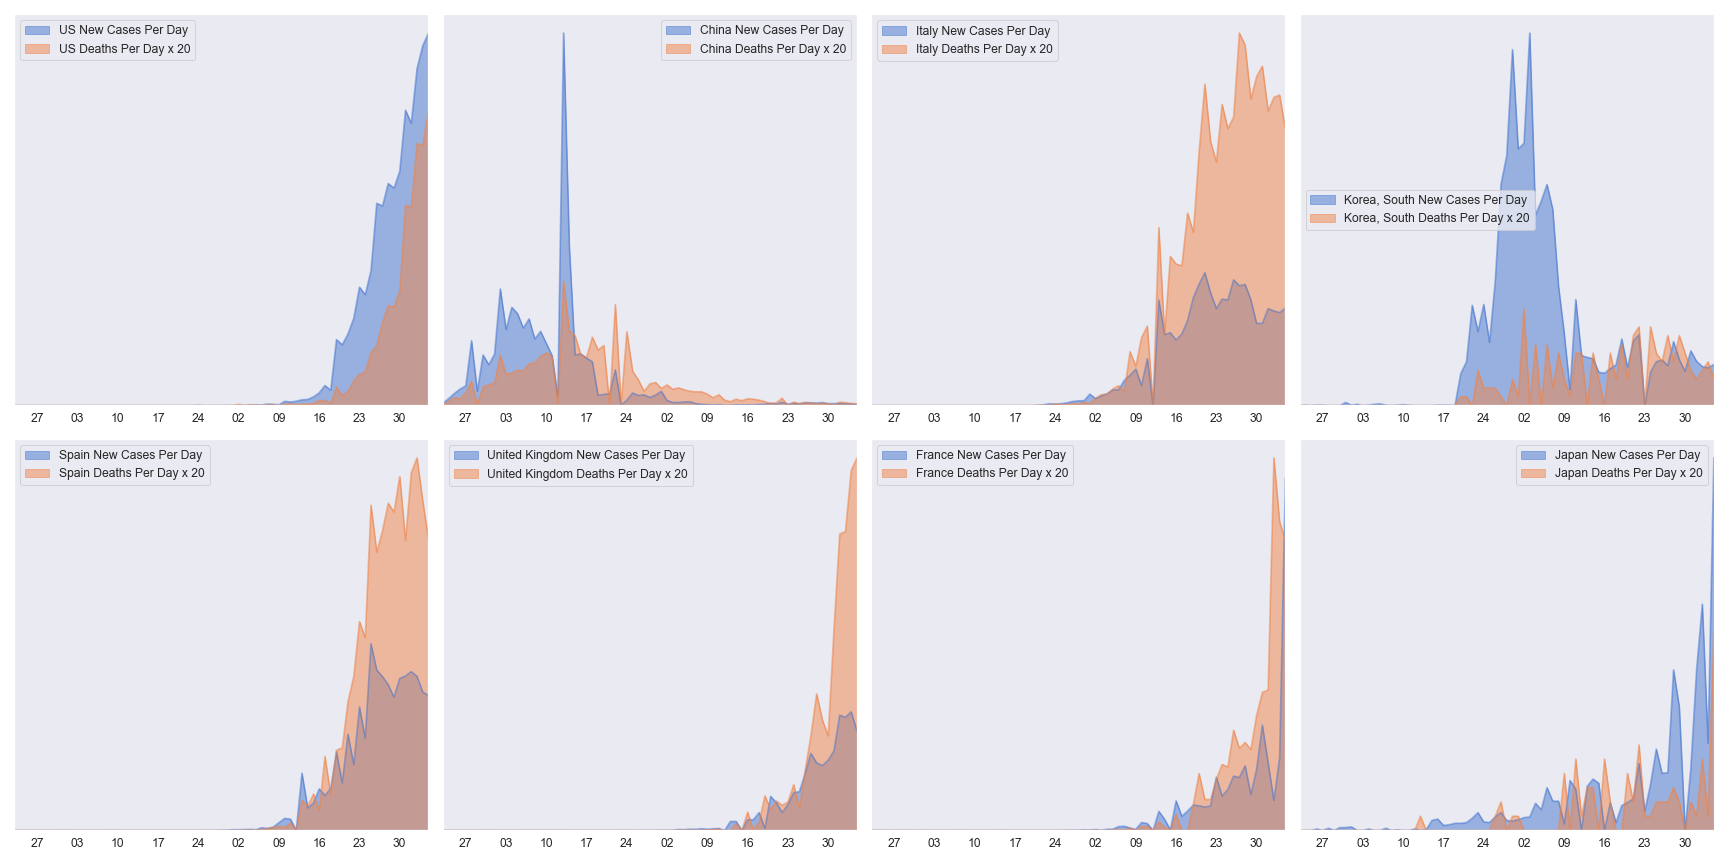 US New Cases Per Day
US Deaths Per Day x 20
27 03 10 17 24 02 09 16 23 30
China New Cases Per Day
China Deaths Per Day x 20
27 03 10 17 24 02 09 16 23 30
Italy New Cases Per Day
Italy Deaths Per Day x 20
27 03 10 17 24 02 09 16 23 30
Korea, South New Cases Per Day
Korea, South Deaths Per Day x 20
27 03 10 17 24 02 09 16 23 30
Spain New Cases Per Day
Spain Deaths Per Day x 20
27 03 10 17 24 02 09 16 23 30
United Kingdom New Cases Per Day
United Kingdom Deaths Per Day x 20
27 03 10 17 24 02 09 16 23 30
France New Cases Per Day
France Deaths Per Day x 20
27 03 10 17 24 02 09 16 23 30
Japan New Cases Per Day
Japan Deaths Per Day x 20
27 03 10 17 24 02 09 16 23 30